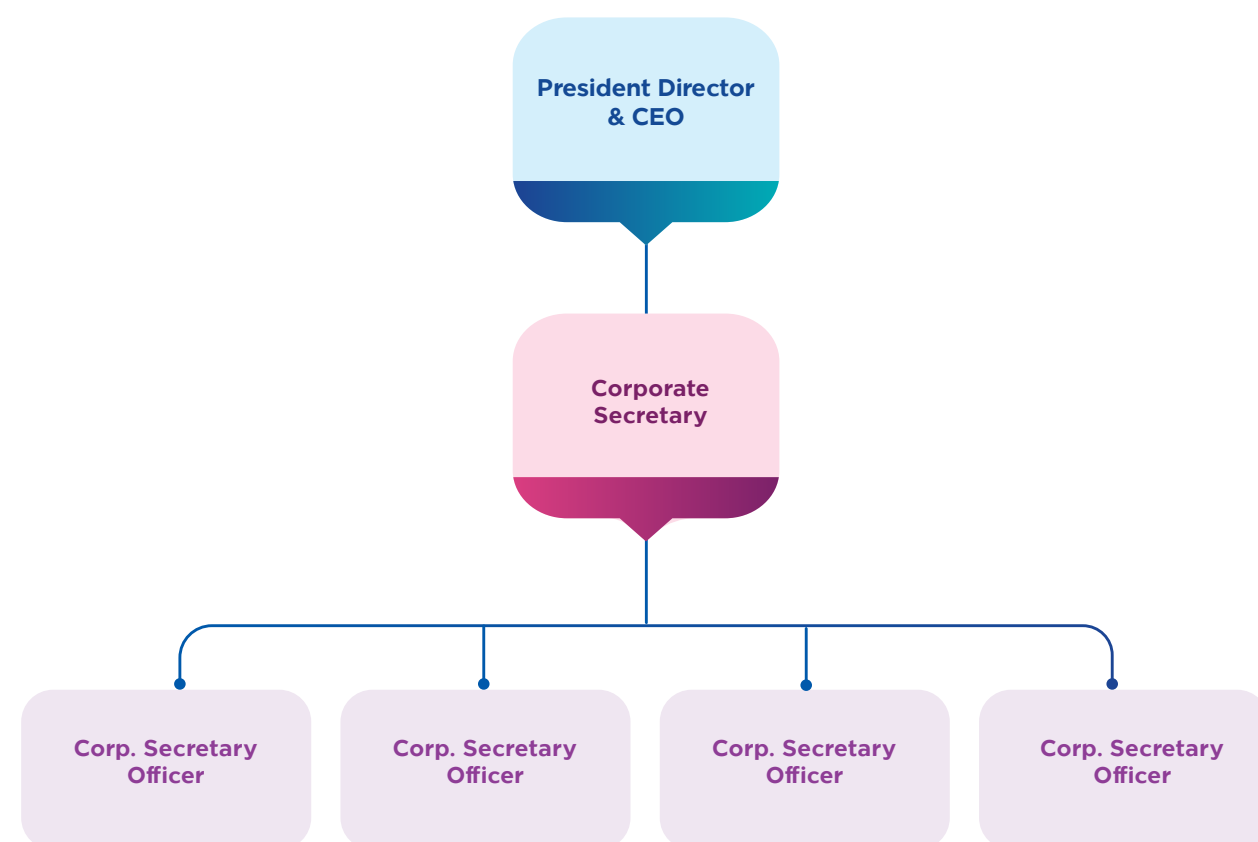 President Director
& CEO
Corporate
Secretary
Corp. Secretary
Officer
Corp. Secretary
Officer
Corp. Secretary
Officer
Corp. Secretary
Officer